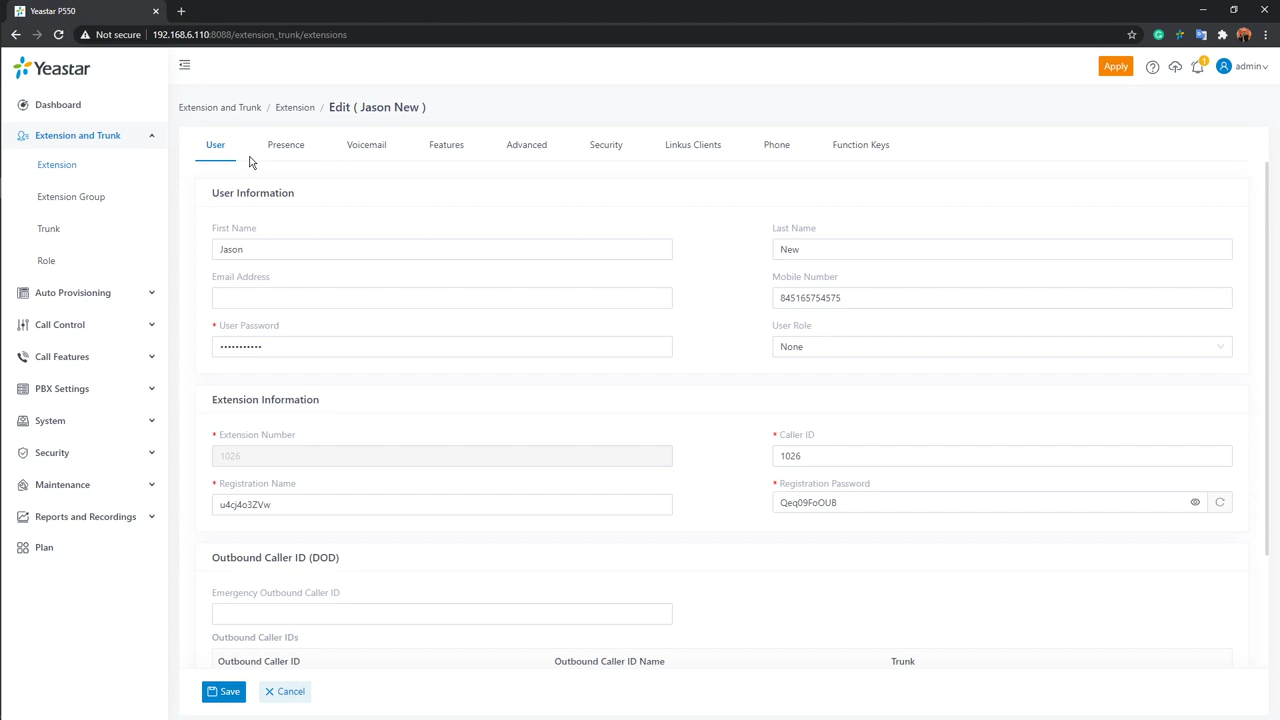 Yeastar P550
Not secure 192.168.6.110:8088/extension_trunk/extensions
Yeastar
Apply
1
admin
Dashboard
Extension and Trunk
Extension
Extension Group
Trunk
Role
Auto Provisioning
Call Control
Call Features
PBX Settings
System
Security
Maintenance
Reports and Recordings
Plan
Extension and Trunk / Extension / Edit ( Jason New )
User Presence Voicemail Features Advanced Security Linkus Clients Phone Function Keys
User Information
First Name Last Name
Jason New
Email Address Mobile Number
845165754575
* User Password User Role
••••••••••• None
Extension Information
* Extension Number * Caller ID
1026 1026
* Registration Name * Registration Password
u4cj4o3ZVw Qeq09FoOUB
Outbound Caller ID (DOD)
Emergency Outbound Caller ID
Outbound Caller IDs
Outbound Caller ID Outbound Caller ID Name Trunk
Save Cancel